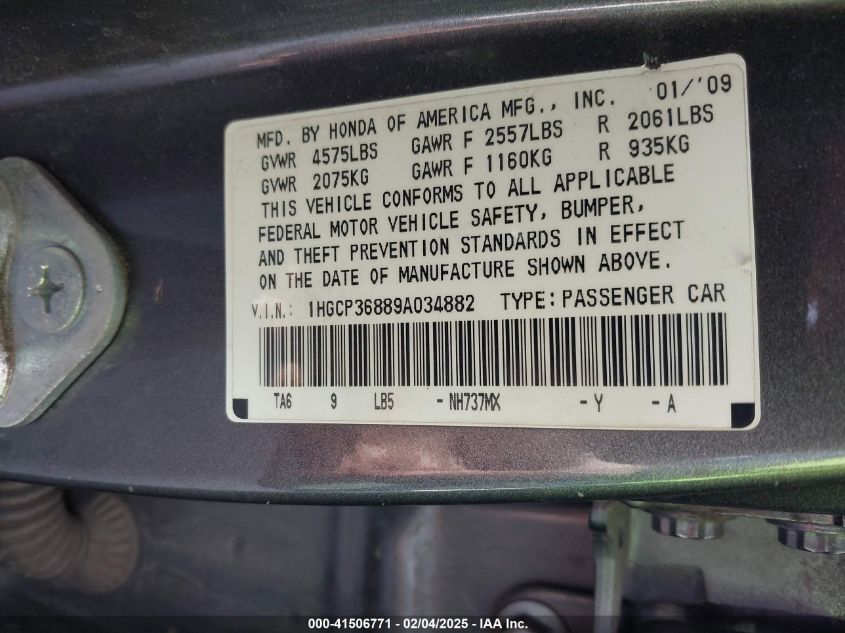 MFD. BY HONDA OF AMERICA MFG., INC. 01/'09
GVWR 4575LBS GAWR F 2557LBS R 2061LBS
GVWR 2075KG GAWR F 1160KG R 935KG
THIS VEHICLE CONFORMS TO ALL APPLICABLE
FEDERAL MOTOR VEHICLE SAFETY, BUMPER,
AND THEFT PREVENTION STANDARDS IN EFFECT
ON THE DATE OF MANUFACTURE SHOWN ABOVE.
V.I.N.: 1HGCP36889A034882 TYPE: PASSENGER CAR
TA6 9 LB5 -NH737MX -Y -A
000-41506771 - 02/04/2025 - IAA Inc.